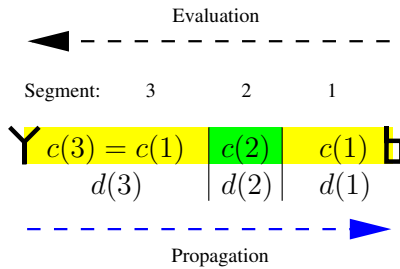 Evaluation
Segment: 3 2 1
c(3) = c(1) c(2) c(1)
d(3) d(2) d(1)
Propagation